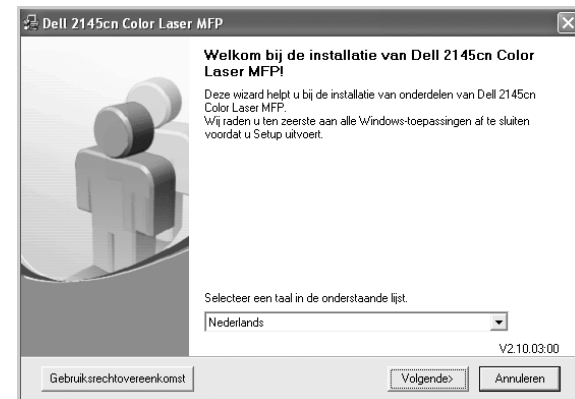 Dell 2145cn Color Laser MFP
Welkom bij de installatie van Dell 2145cn Color
Laser MFP!
Deze wizard helpt u bij de installatie van onderdelen van Dell 2145cn
Color Laser MFP.
Wij raden u ten zeerste aan alle Windows-toepassingen af te sluiten
voordat u Setup uitvoert.
Selecteer een taal in de onderstaande lijst.
Nederlands
V2.10.03:00
Gebruiksrechtovereenkomst
Volgende>
Annuleren